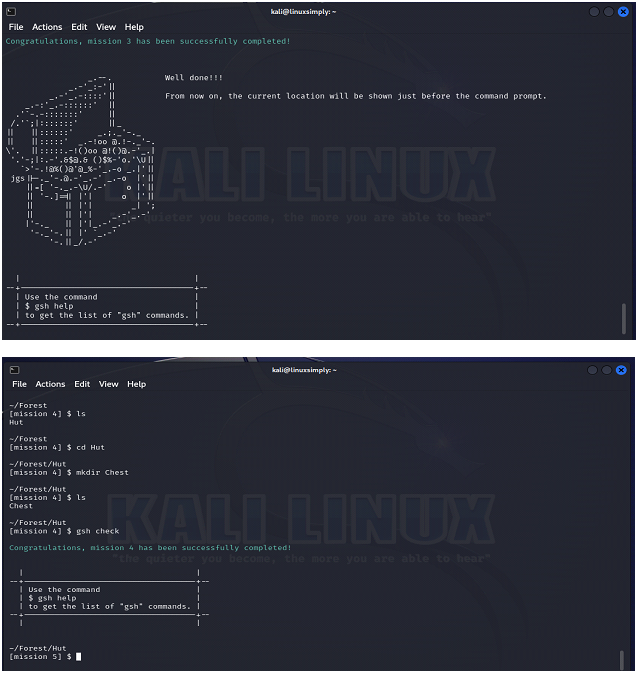 kali@linuxsimply: ~
File Actions Edit View Help
Congratulations, mission 3 has been successfully completed!
Well done!!!
From now on, the current location will be shown just before the command prompt.
jgs
KALI LINUX
"the quieter you become, the more you are able to hear"
Use the command
$ gsh help
to get the list of "gsh" commands.
kali@linuxsimply: ~
File Actions Edit View Help
~/Forest
[mission 4] $ ls
Hut
~/Forest
[mission 4] $ cd Hut
~/Forest/Hut
[mission 4] $ mkdir Chest
~/Forest/Hut
[mission 4] $ ls
Chest
~/Forest/Hut
[mission 4] $ gsh check
KALI LINUX
Congratulations, mission 4 has been successfully completed!
"the quieter you become, the more you are able to hear"
Use the command
$ gsh help
to get the list of "gsh" commands.
~/Forest/Hut
[mission 5] $